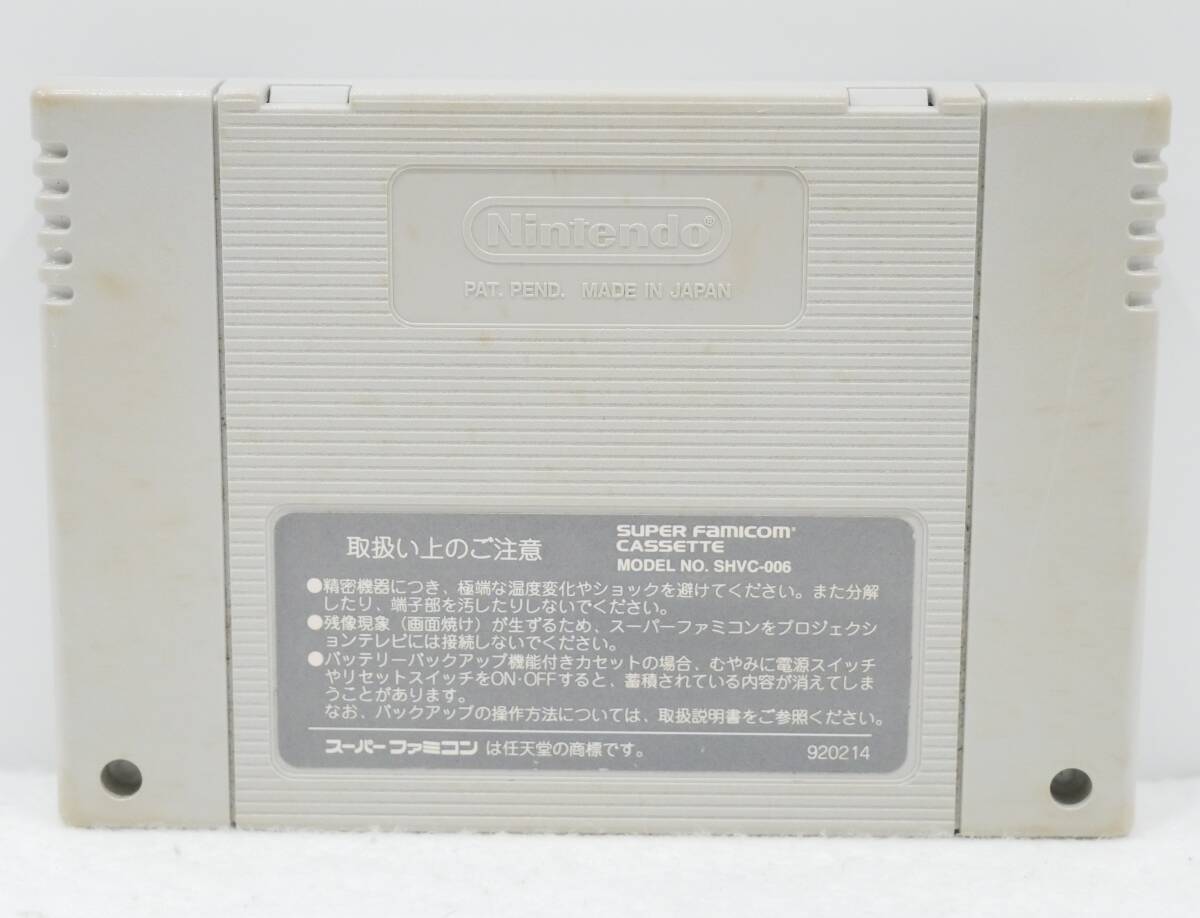 Nintendo®
PAT. PEND. MADE IN JAPAN
取扱い上のご注意
SUPER FAMICOM®
CASSETTE
MODEL NO. SHVC-006
●精密機器につき、極端な温度変化やショックを避けてください。また分解
したり、端子部を汚したりしないでください。
●残像現象(画面焼け)が生ずるため、スーパーファミコンをプロジェクシ
ョンテレビには接続しないでください。
●バッテリーバックアップ機能付きカセットの場合、むやみに電源スイッチ
やリセットスイッチをON・OFFすると、蓄積されている内容が消えてしま
うことがあります。
なお、バックアップの操作方法については、取扱説明書をご参照ください。
スーパーファミコン は任天堂の商標です。
920214